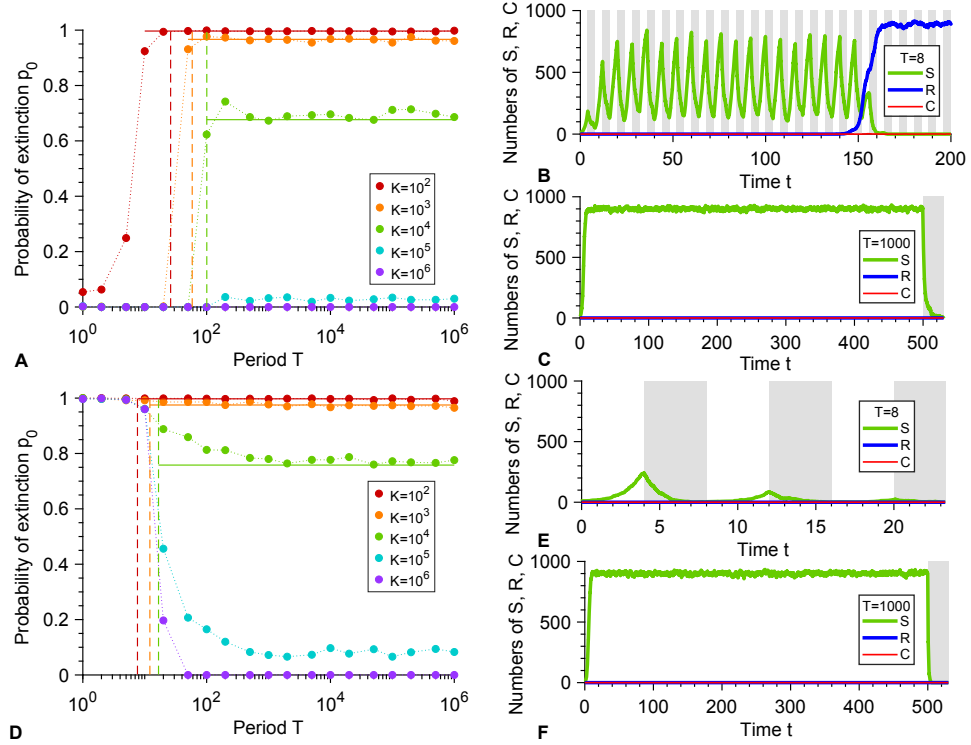 Probability of extinction p0
1
0.8
0.6
0.4
0.2
0
K=10^2
K=10^3
K=10^4
K=10^5
K=10^6
10^0 10^2 10^4 10^6
A Period T
Numbers of S, R, C
1000
500
0
T=8
S
R
C
0 50 100 150 200
B Time t
Numbers of S, R, C
1000
500
0
T=1000
S
R
C
0 100 200 300 400 500
C Time t
Probability of extinction p0
1
0.8
0.6
0.4
0.2
0
K=10^2
K=10^3
K=10^4
K=10^5
K=10^6
10^0 10^2 10^4 10^6
D Period T
Numbers of S, R, C
1000
500
0
T=8
S
R
C
0 5 10 15 20
E Time t
Numbers of S, R, C
1000
500
0
T=1000
S
R
C
0 100 200 300 400 500
F Time t